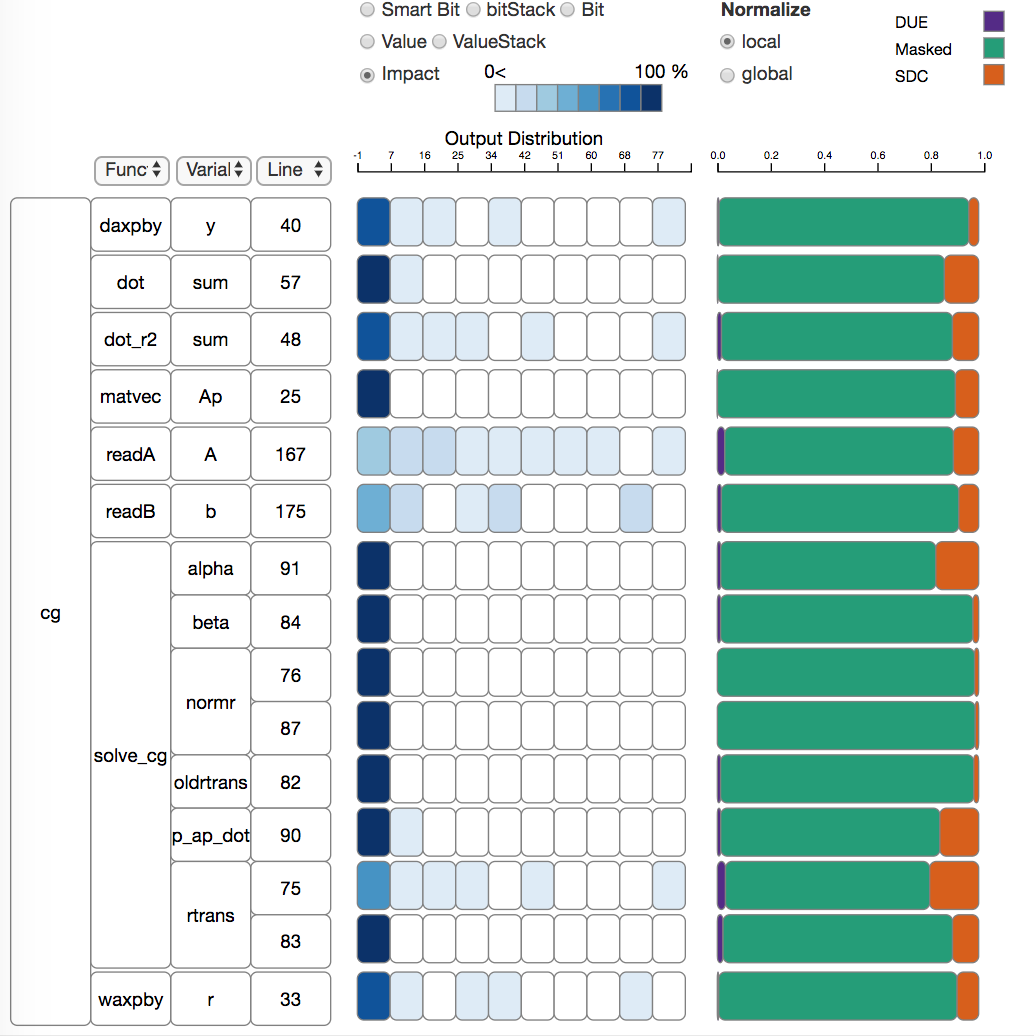 Smart Bit bitStack Bit Normalize DUE
Value ValueStack local Masked
Impact 0< 100 % global SDC
Output Distribution
-1 7 16 25 34 42 51 60 68 77 0.0 0.2 0.4 0.6 0.8 1.0
Func Varial Line
daxpby y 40
dot sum 57
dot_r2 sum 48
matvec Ap 25
readA A 167
readB b 175
alpha 91
cg beta 84
76
normr
87
solve_cg
oldrtrans 82
p_ap_dot 90
75
rtrans
83
waxpby r 33